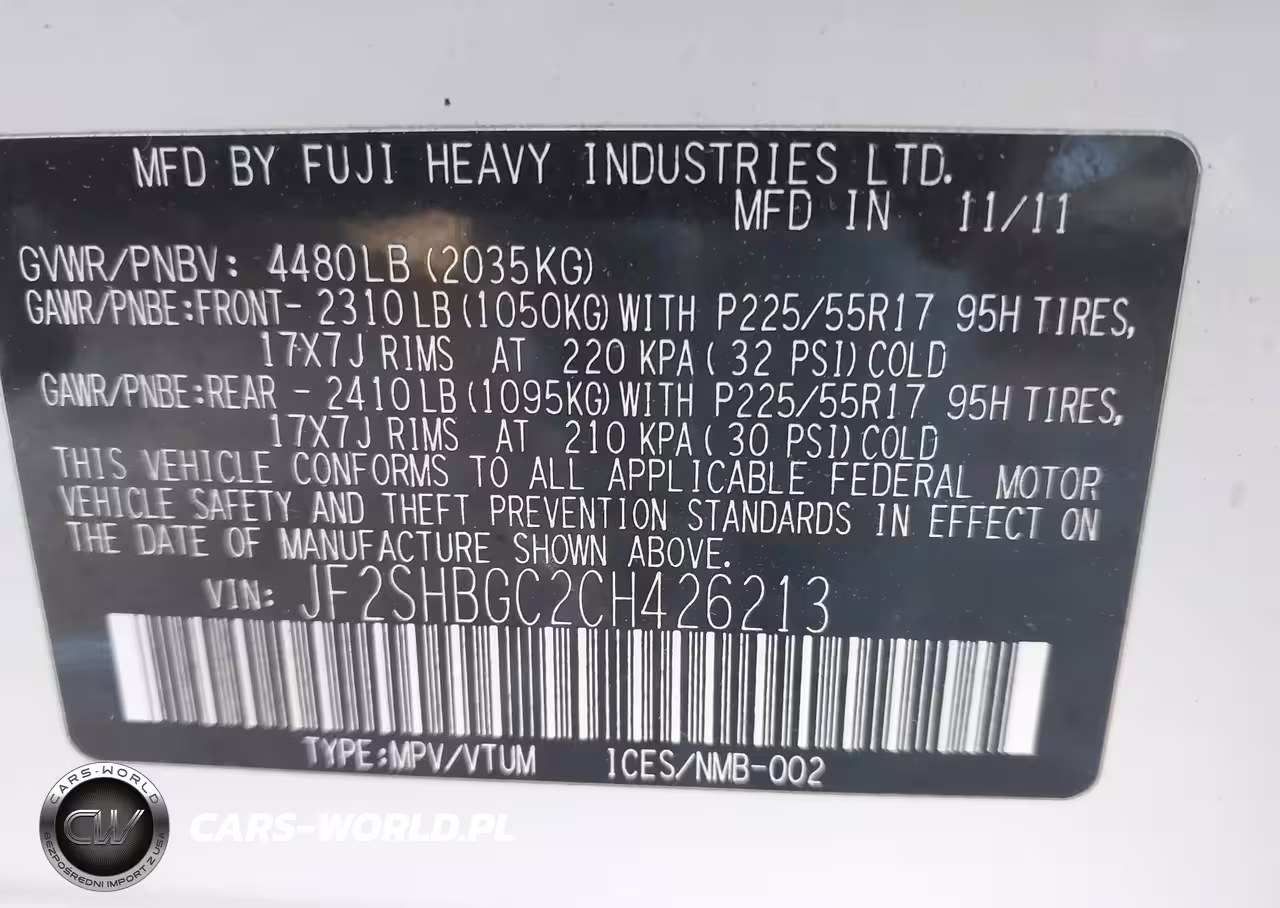 MFD BY FUJI HEAVY INDUSTRIES LTD.
MFD IN 11/11
GVWR/PNBV: 4480LB (2035KG)
GAWR/PNBE:FRONT- 2310LB (1050KG) WITH P225/55R17 95H TIRES,
17X7J RIMS AT 220 KPA ( 32 PSI) COLD
GAWR/PNBE:REAR - 2410LB (1095KG) WITH P225/55R17 95H TIRES,
17X7J RIMS AT 210 KPA ( 30 PSI) COLD
THIS VEHICLE CONFORMS TO ALL APPLICABLE FEDERAL MOTOR
VEHICLE SAFETY AND THEFT PREVENTION STANDARDS IN EFFECT ON
THE DATE OF MANUFACTURE SHOWN ABOVE.
VIN: JF2SHBGC2CH426213
TYPE:MPV/VTUM ICES/NMB-002
CARS-WORLD
CW
BEZPOŚREDNI IMPORT Z USA
CARS-WORLD.PL